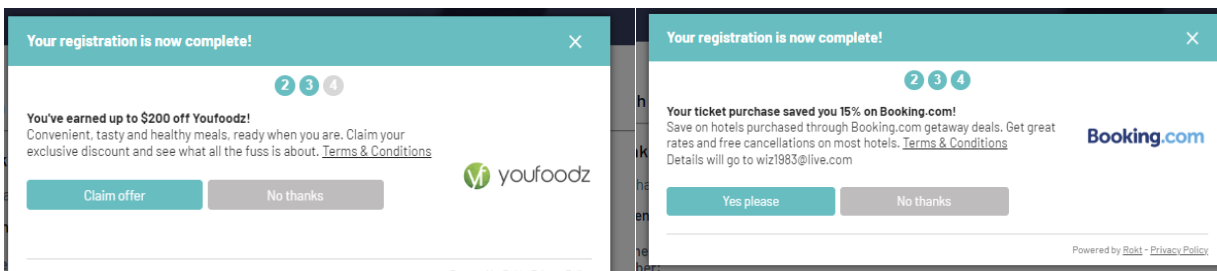 Your registration is now complete!
2 3 4
You've earned up to $200 off Youfoodz!
Convenient, tasty and healthy meals, ready when you are. Claim your
exclusive discount and see what all the fuss is about. Terms & Conditions
youfoodz
Claim offer
No thanks
Your registration is now complete!
2 3 4
Your ticket purchase saved you 15% on Booking.com!
Save on hotels purchased through Booking.com getaway deals. Get great
rates and free cancellations on most hotels. Terms & Conditions
Details will go to wiz1983@live.com
Booking.com
Yes please
No thanks
Powered by Rokt - Privacy Policy